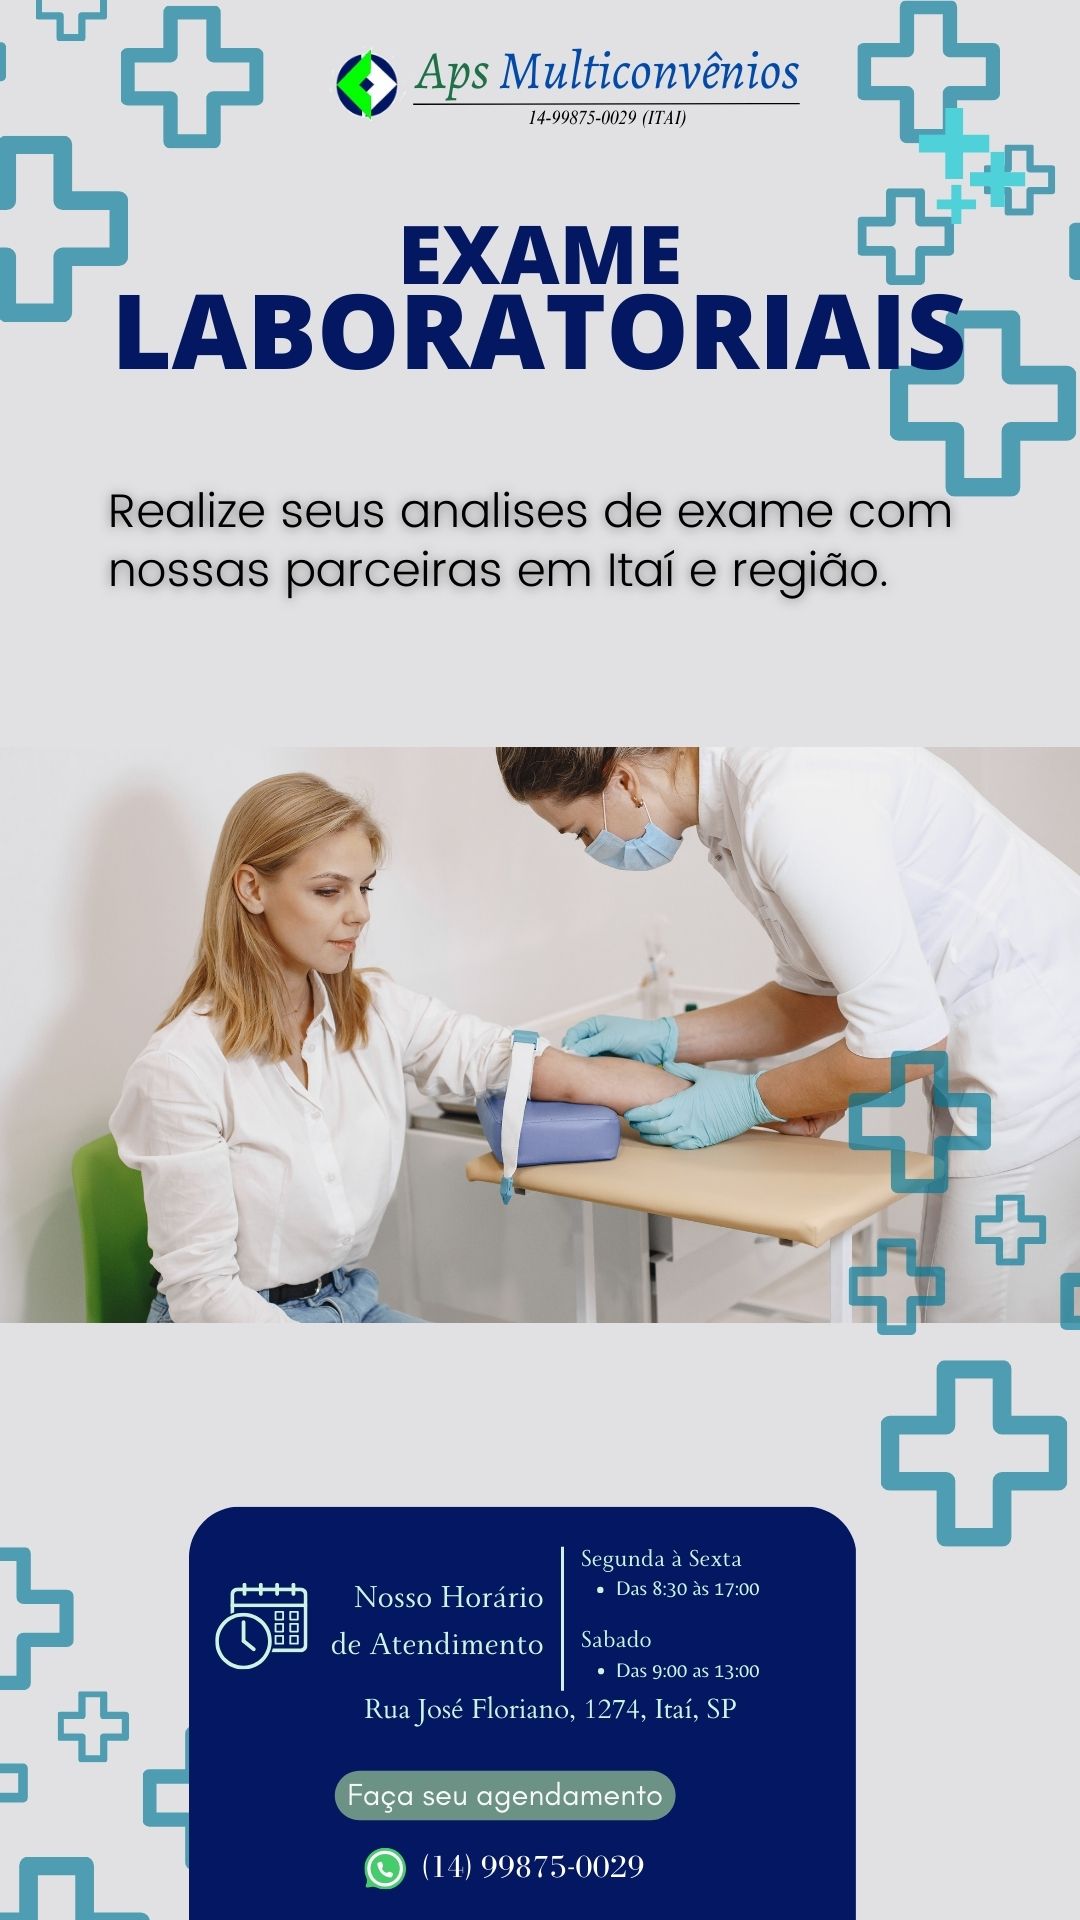 Aps Multiconvênios
14-99875-0029 (ITAI)
EXAME
LABORATORIAIS
Realize seus analises de exame com
nossas parceiras em Itaí e região.
Nosso Horário
de Atendimento
Segunda à Sexta
• Das 8:30 às 17:00
Sabado
• Das 9:00 as 13:00
Rua José Floriano, 1274, Itaí, SP
Faça seu agendamento
(14) 99875-0029